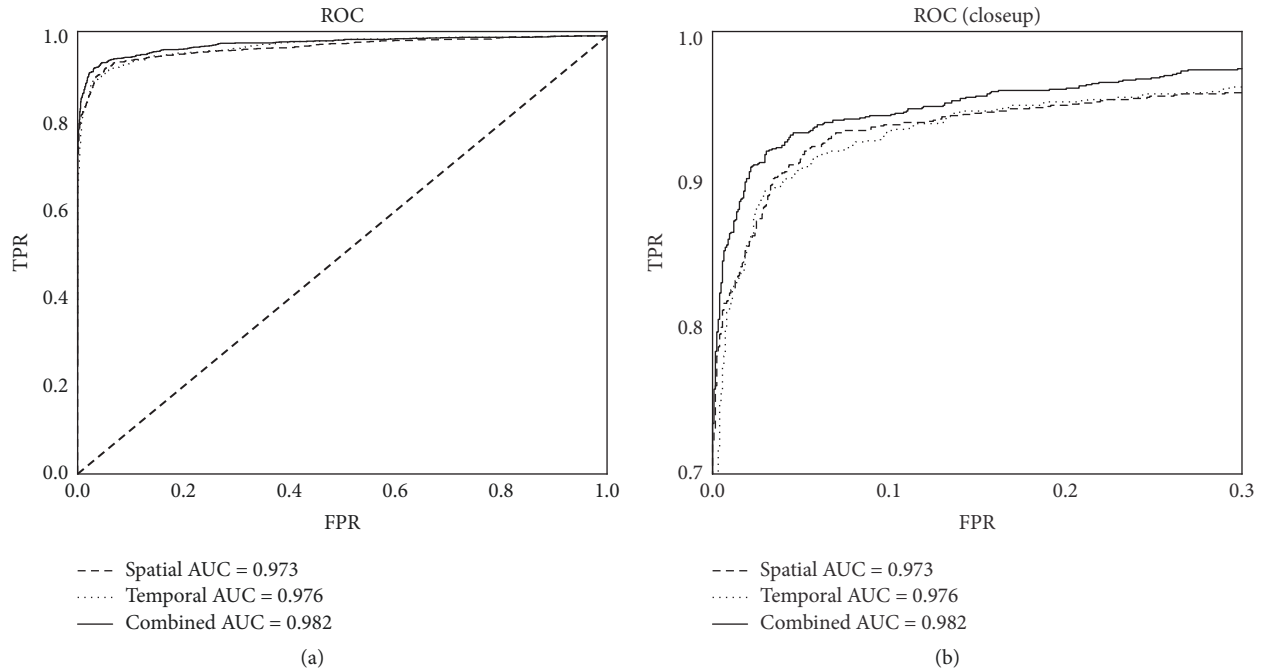 ROC
1.0
0.8
0.6
0.4
0.2
0.0
TPR
0.0 0.2 0.4 0.6 0.8 1.0
FPR
Spatial AUC = 0.973
Temporal AUC = 0.976
Combined AUC = 0.982
(a)
ROC (closeup)
1.0
0.9
0.8
0.7
TPR
0.0 0.1 0.2 0.3
FPR
Spatial AUC = 0.973
Temporal AUC = 0.976
Combined AUC = 0.982
(b)